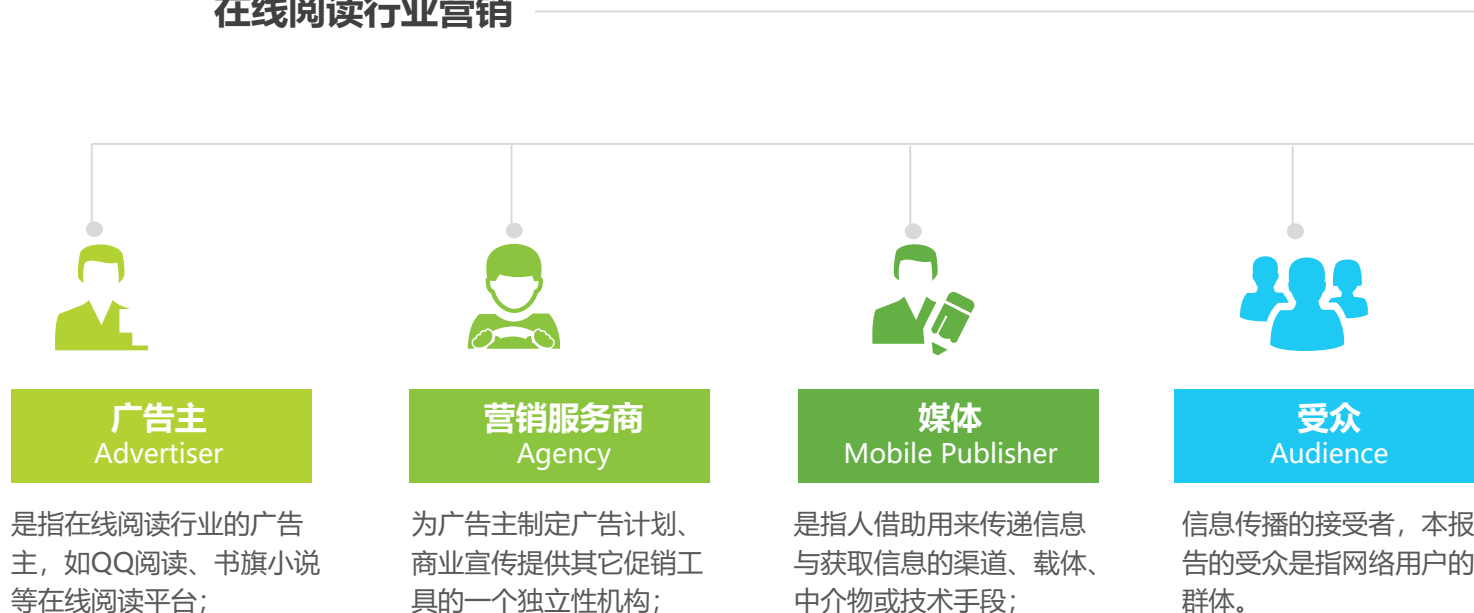 在线阅读行业营销
广告主
Advertiser
是指在线阅读行业的广告
主，如QQ阅读、书旗小说
等在线阅读平台；
营销服务商
Agency
为广告主制定广告计划、
商业宣传提供其它促销工
具的一个独立性机构；
媒体
Mobile Publisher
是指人借助用来传递信息
与获取信息的渠道、载体、
中介物或技术手段；
受众
Audience
信息传播的接受者，本报
告的受众是指网络用户的
群体。